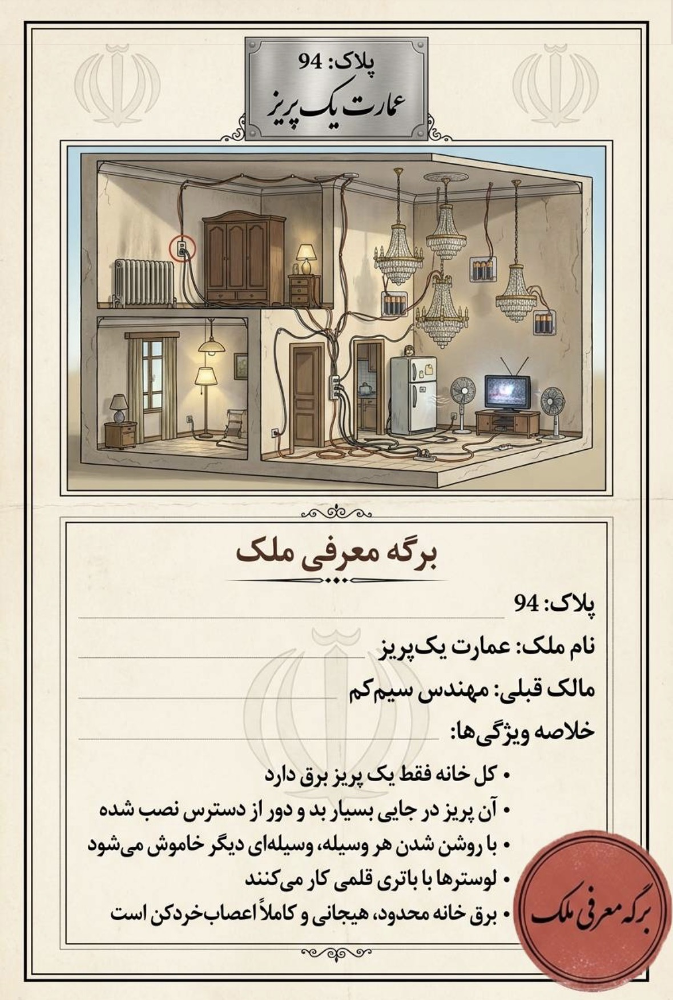 پلاک: 94
عمارت یک‌پریز
برگه معرفی ملک
پلاک: 94
نام ملک: عمارت یک‌پریز
مالک قبلی: مهندس سیم‌کم
خلاصه ویژگی‌ها:
• کل خانه فقط یک پریز برق دارد
• آن پریز در جایی بسیار بد و دور از دسترس نصب شده
• با روشن شدن هر وسیله، وسیله‌ای دیگر خاموش می‌شود
• لوسترها با باتری قلمی کار می‌کنند
• برق خانه محدود، هیجانی و کاملاً اعصاب‌خردکن است
برگه معرفی ملک